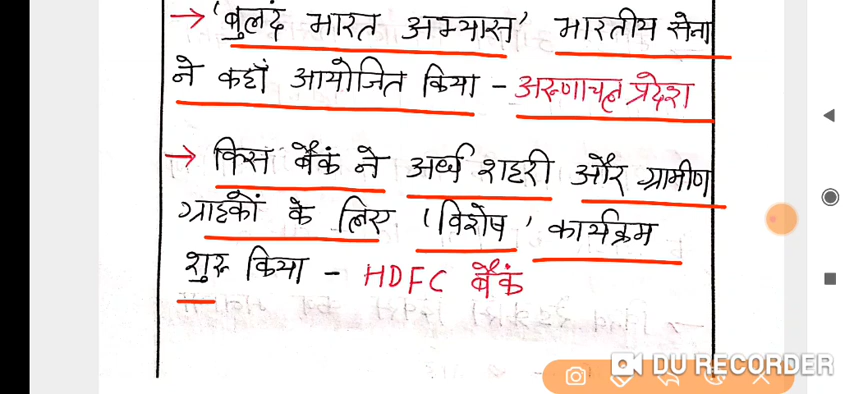 → 'बुलंद भारत अभ्यास' भारतीय सेना
ने कहाँ आयोजित किया - अरुणाचल प्रदेश
→ किस बैंक ने अर्ध शहरी और ग्रामीण
ग्राहकों के लिए 'विशेष' कार्यक्रम
शुरू किया - HDFC बैंक
DU RECORDER